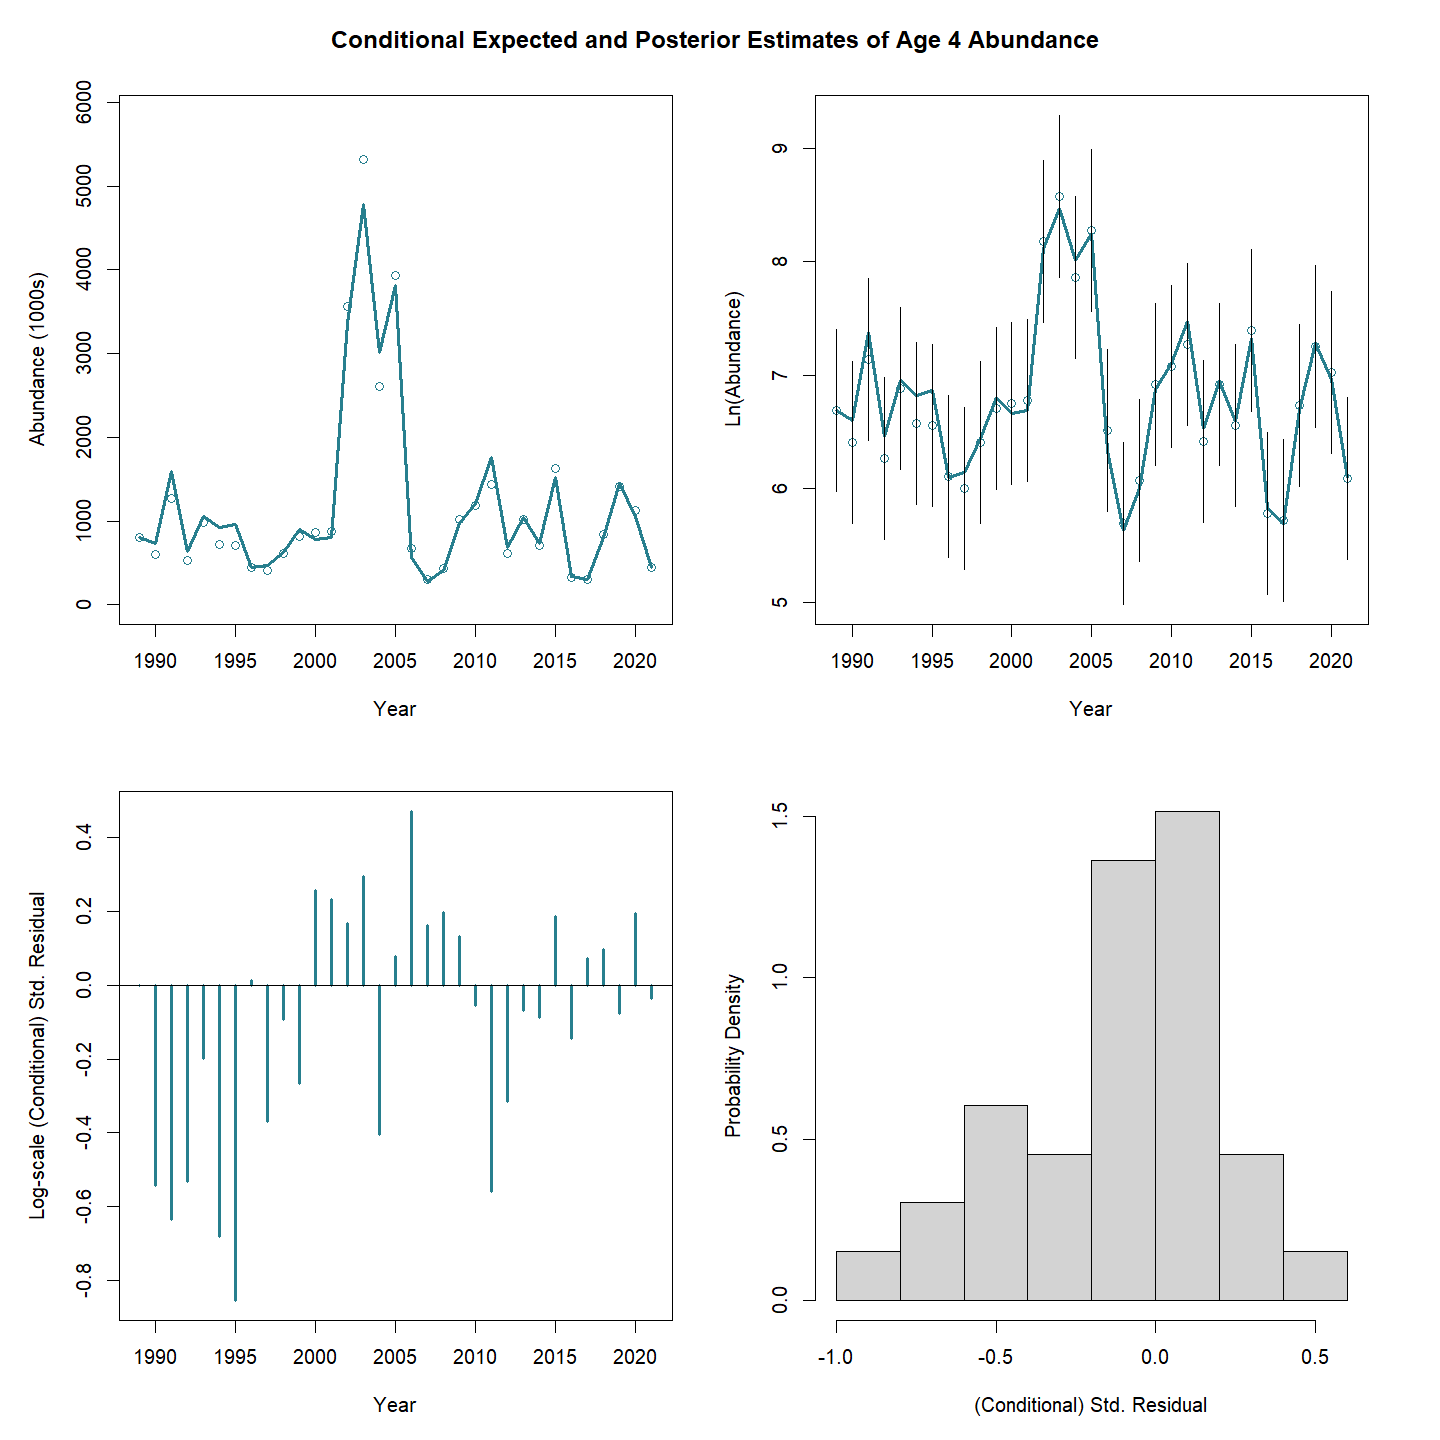 Conditional Expected and Posterior Estimates of Age 4 Abundance
Abundance (1000s)
6000
5000
4000
3000
2000
1000
0
1990 1995 2000 2005 2010 2015 2020
Year
Ln(Abundance)
9
8
7
6
5
1990 1995 2000 2005 2010 2015 2020
Year
Log-scale (Conditional) Std. Residual
0.4
0.2
0.0
-0.2
-0.4
-0.6
-0.8
1990 1995 2000 2005 2010 2015 2020
Year
Probability Density
1.5
1.0
0.5
0.0
-1.0 -0.5 0.0 0.5
(Conditional) Std. Residual